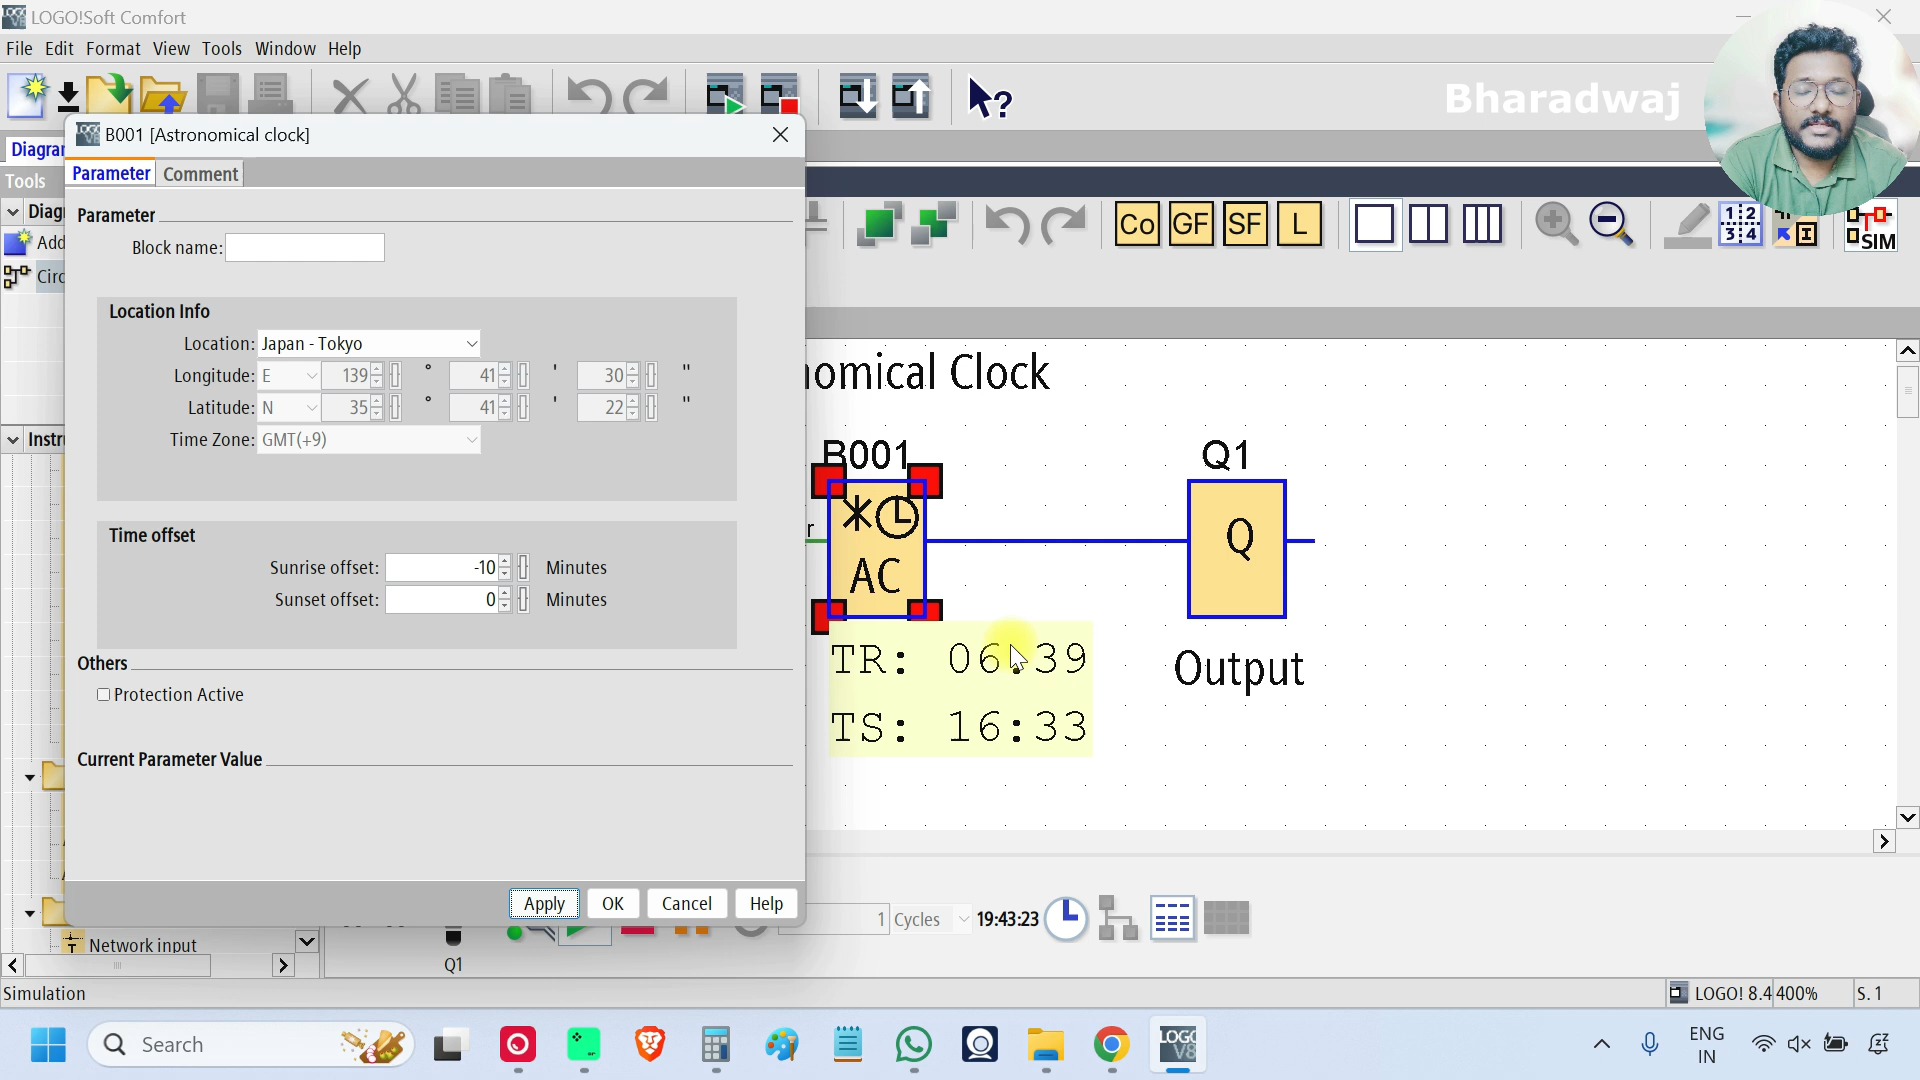 LOGO!Soft Comfort
File Edit Format View Tools Window Help
Bharadwaj
B001 [Astronomical clock]
Diagra
Parameter Comment
Tools
Parameter
Diag
Block name:
Co GF SF L
1 2
3 4
SIM
Add
Circ
Location Info
Location: Japan - Tokyo
Longitude: E 139 ° 41 ' 30 "
Latitude: N 35 ° 41 ' 22 "
Time Zone: GMT(+9)
nomical Clock
Instr
B001
Q1
r
AC
Q
Time offset
Sunrise offset: -10 Minutes
Sunset offset: 0 Minutes
TR: 06:39
TS: 16:33
Output
Others
Protection Active
Current Parameter Value
Apply OK Cancel Help
1 Cycles 19:43:23
Network input
Q1
Simulation
LOGO! 8.4 400% S. 1
Search
LOGO
V8
ENG
IN